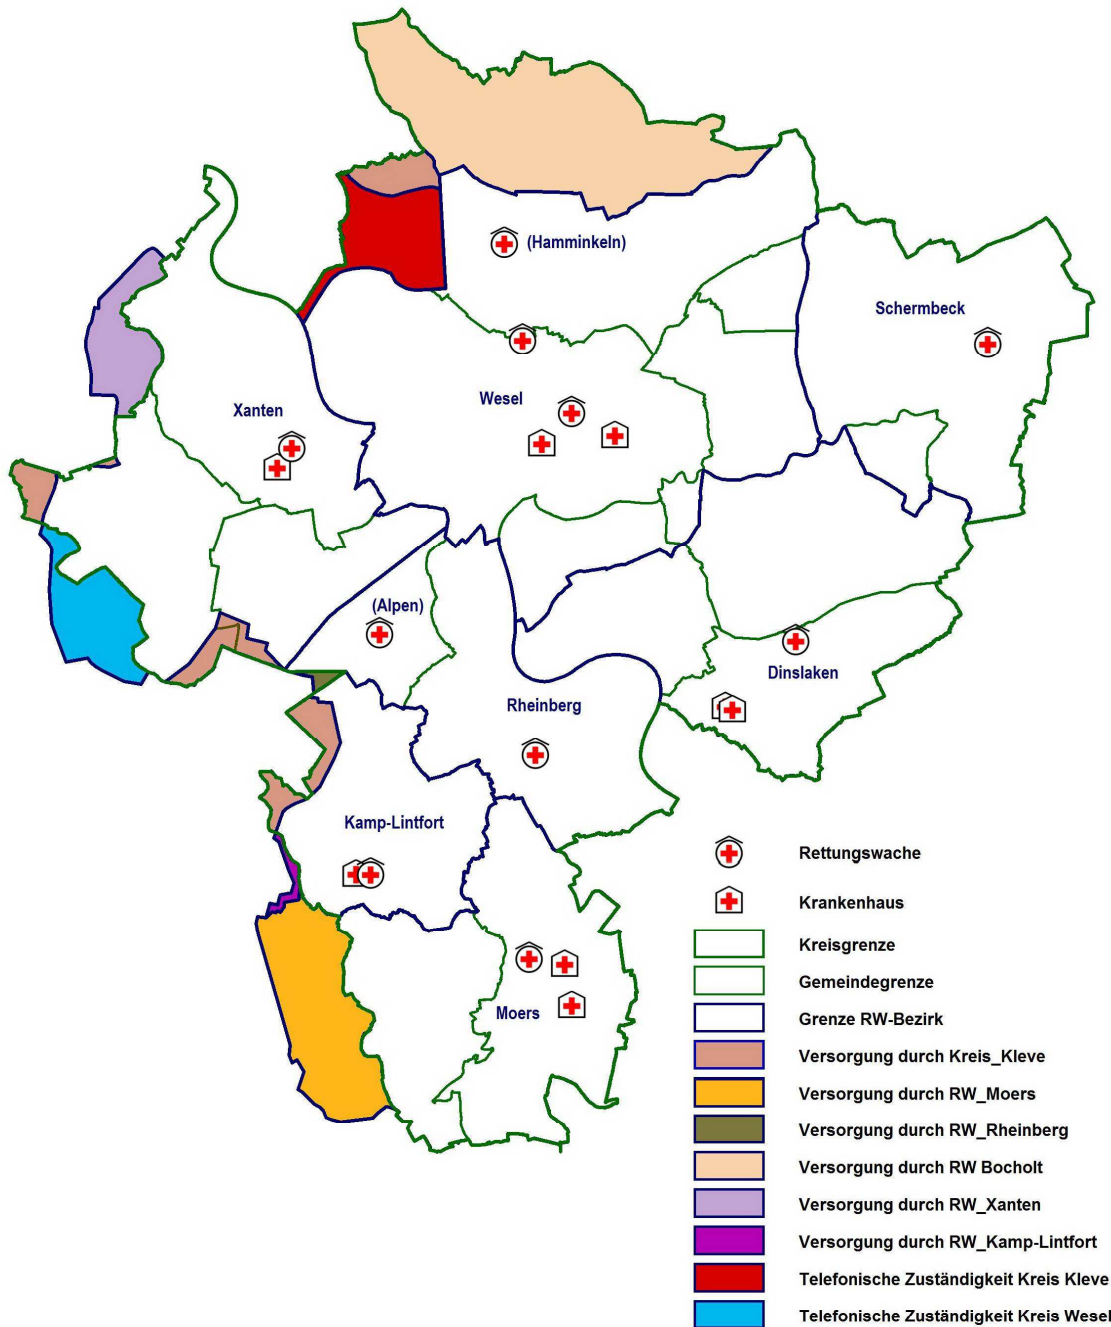 (Hamminkeln)
Schermbeck
Wesel
Xanten
(Alpen)
Dinslaken
Rheinberg
Kamp-Lintfort
Moers
Rettungswache
Krankenhaus
Kreisgrenze
Gemeindegrenze
Grenze RW-Bezirk
Versorgung durch Kreis_Kleve
Versorgung durch RW_Moers
Versorgung durch RW_Rheinberg
Versorgung durch RW Bocholt
Versorgung durch RW_Xanten
Versorgung durch RW_Kamp-Lintfort
Telefonische Zuständigkeit Kreis Kleve
Telefonische Zuständigkeit Kreis Wesel